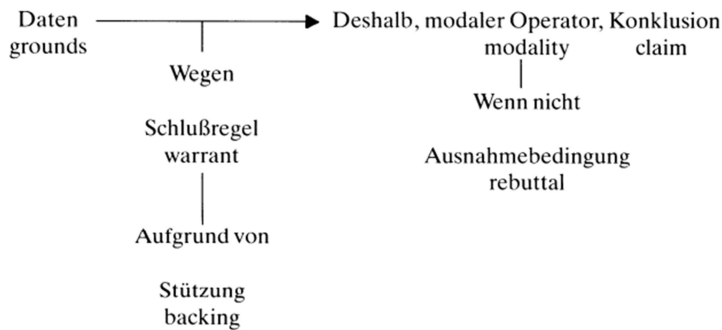 Daten
grounds
Deshalb, modaler Operator, Konklusion
modality claim
Wegen
Wenn nicht
Schlußregel
warrant
Ausnahmebedingung
rebuttal
Aufgrund von
Stützung
backing